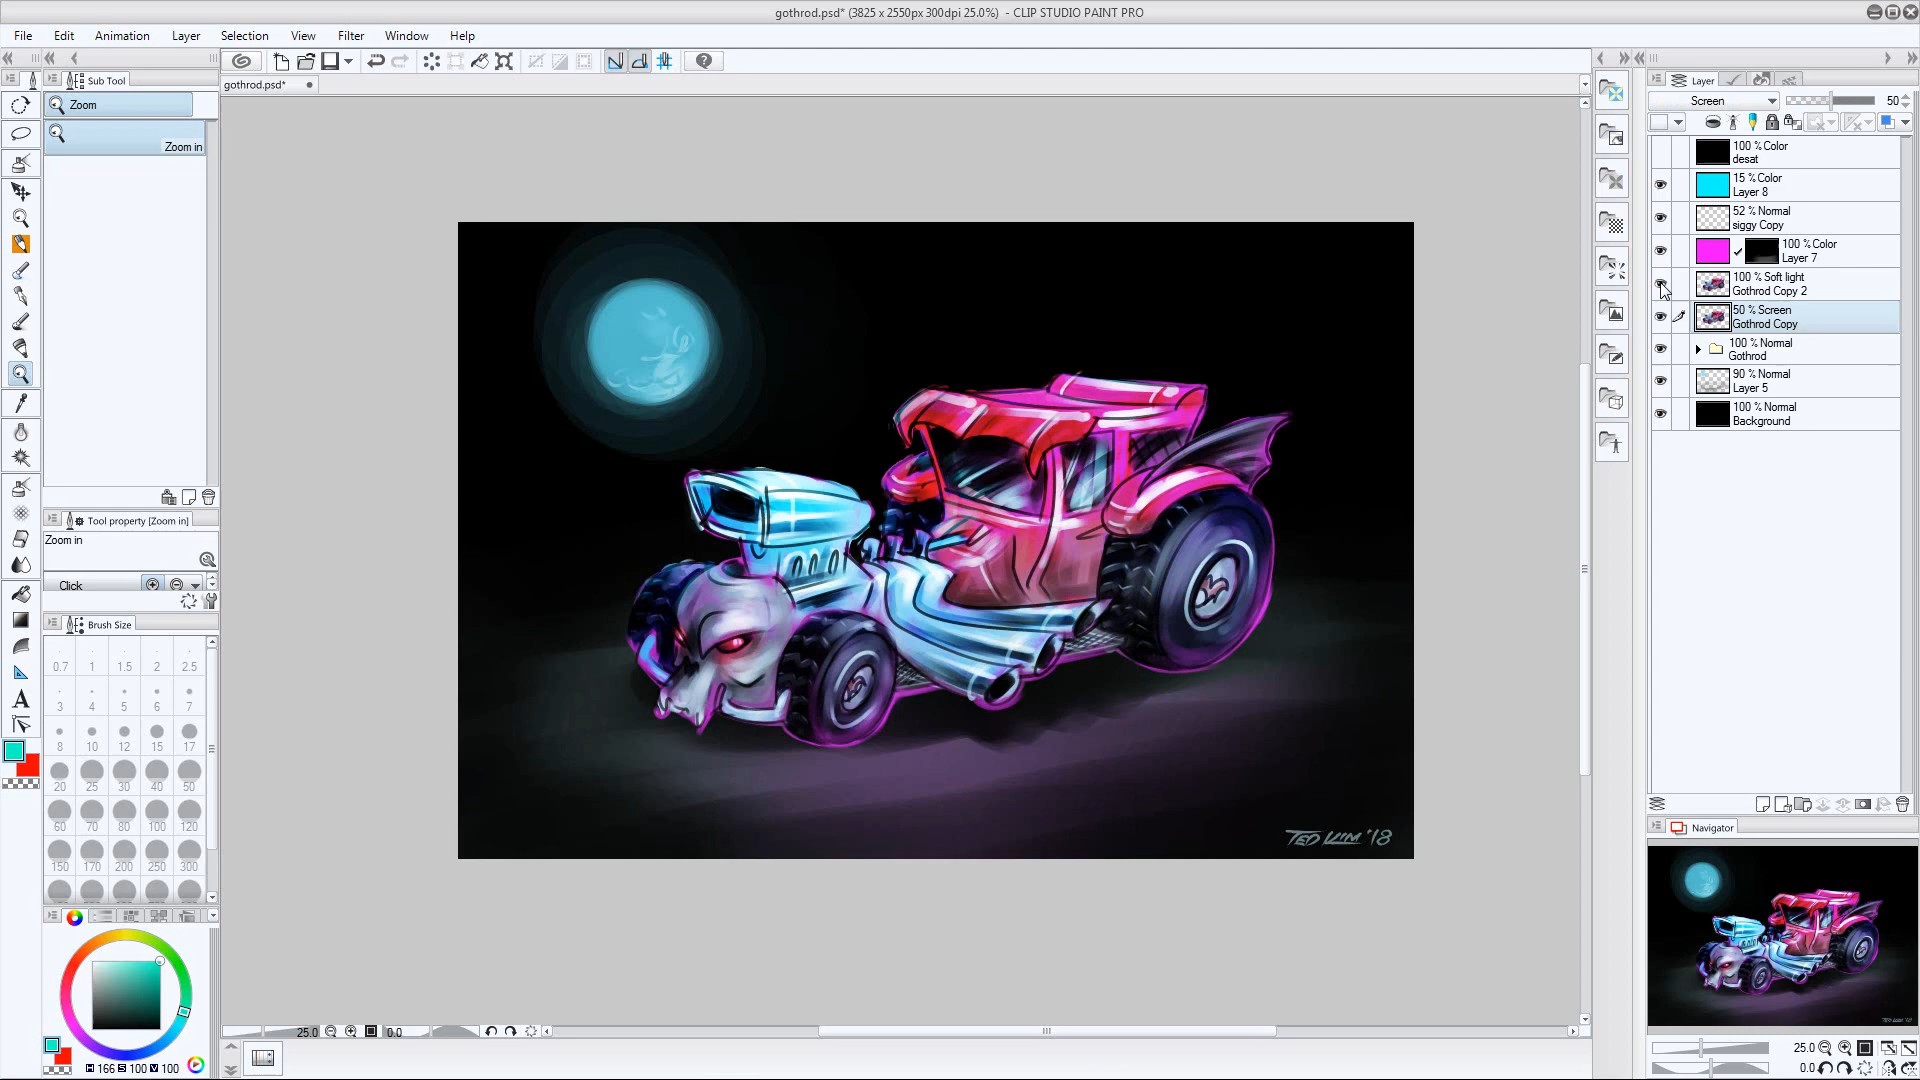 gothrod.psd* (3825 x 2550px 300dpi 25.0%) - CLIP STUDIO PAINT PRO
File Edit Animation Layer Selection View Filter Window Help
Sub Tool
gothrod.psd*
Layer
Zoom
Screen 50
Zoom in
100 % Color
desat
15 % Color
Layer 8
52 % Normal
siggy Copy
100 % Color
Layer 7
100 % Soft light
Gothrod Copy 2
50 % Screen
Gothrod Copy
100 % Normal
Gothrod
90 % Normal
Layer 5
100 % Normal
Background
Tool property [Zoom in]
Zoom in
Click
Brush Size
0.7 1 1.5 2 2.5
3 4 5 6 7
8 10 12 15 17
20 25 30 40 50
60 70 80 100 120
150 170 200 250 300
TED KIM '18
Navigator
25.0 0.0
H 166 S 100 V 100
25.0
0.0